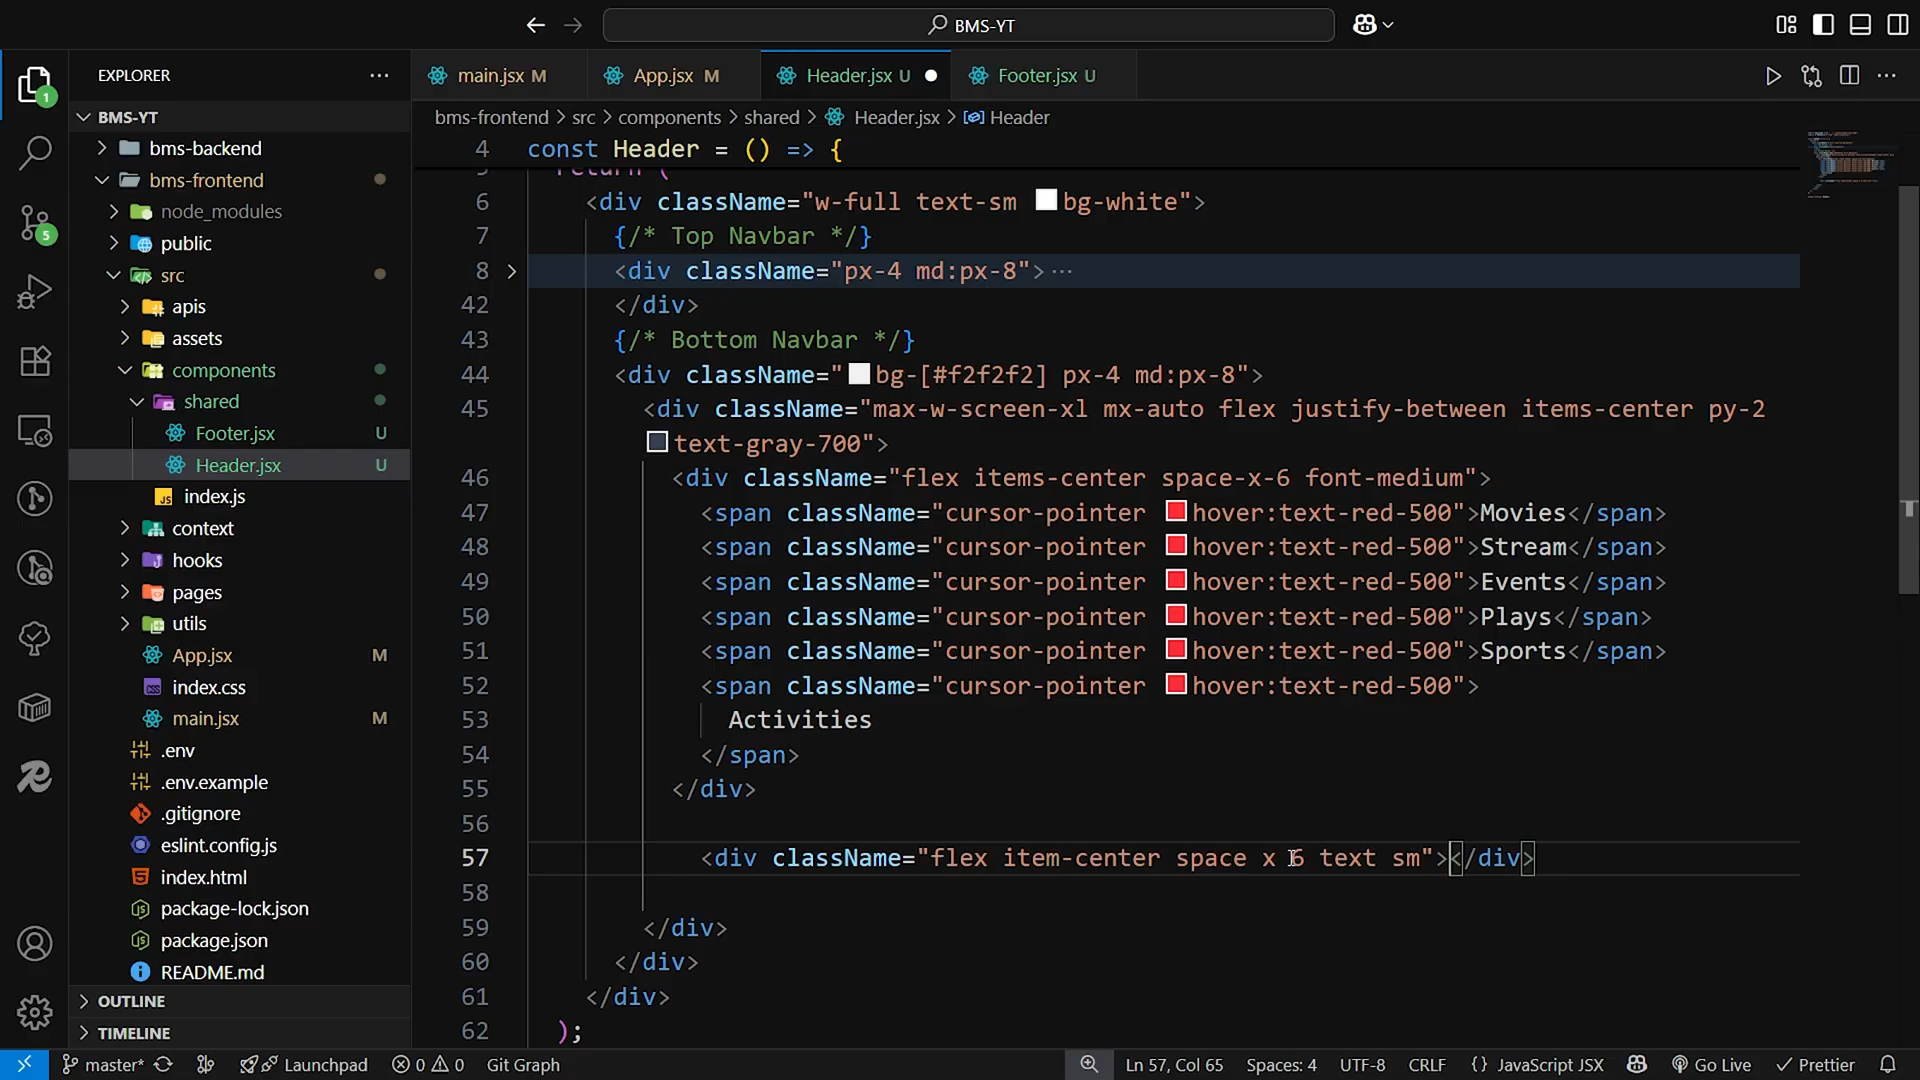 BMS-YT
EXPLORER
main.jsx M
App.jsx M
Header.jsx U
Footer.jsx U
BMS-YT
bms-frontend > src > components > shared > Header.jsx > Header
bms-backend
bms-frontend
node_modules
public
src
apis
assets
components
shared
Footer.jsx U
Header.jsx U
index.js
context
hooks
pages
utils
App.jsx M
index.css
main.jsx M
.env
.env.example
.gitignore
eslint.config.js
index.html
package-lock.json
package.json
README.md
OUTLINE
TIMELINE
1
5
4 const Header = () => {
5 return (
6 <div className="w-full text-sm bg-white">
7 {/* Top Navbar */}
8 <div className="px-4 md:px-8">···
42 </div>
43 {/* Bottom Navbar */}
44 <div className="bg-[#f2f2f2] px-4 md:px-8">
45 <div className="max-w-screen-xl mx-auto flex justify-between items-center py-2
text-gray-700">
46 <div className="flex items-center space-x-6 font-medium">
47 <span className="cursor-pointer hover:text-red-500">Movies</span>
48 <span className="cursor-pointer hover:text-red-500">Stream</span>
49 <span className="cursor-pointer hover:text-red-500">Events</span>
50 <span className="cursor-pointer hover:text-red-500">Plays</span>
51 <span className="cursor-pointer hover:text-red-500">Sports</span>
52 <span className="cursor-pointer hover:text-red-500">
53 Activities
54 </span>
55 </div>
56
57 <div className="flex item-center space x 6 text sm"></div>
58
59 </div>
60 </div>
61 </div>
62 );
master* Launchpad 0 0 Git Graph Ln 57, Col 65 Spaces: 4 UTF-8 CRLF {} JavaScript JSX Go Live Prettier